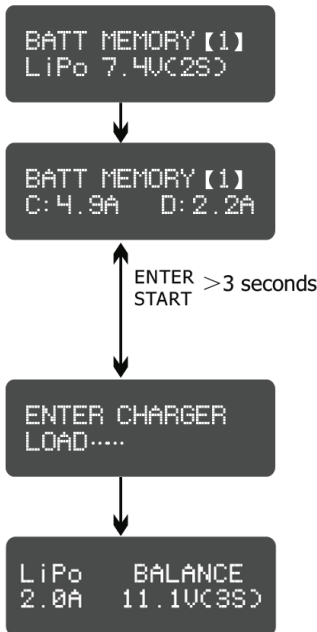 BATT MEMORY【1】
LiPo 7.4V(2S)
BATT MEMORY【1】
C:4.9A D:2.2A
ENTER
START >3 seconds
ENTER CHARGER
LOAD·····
LiPo BALANCE
2.0A 11.1V(3S)